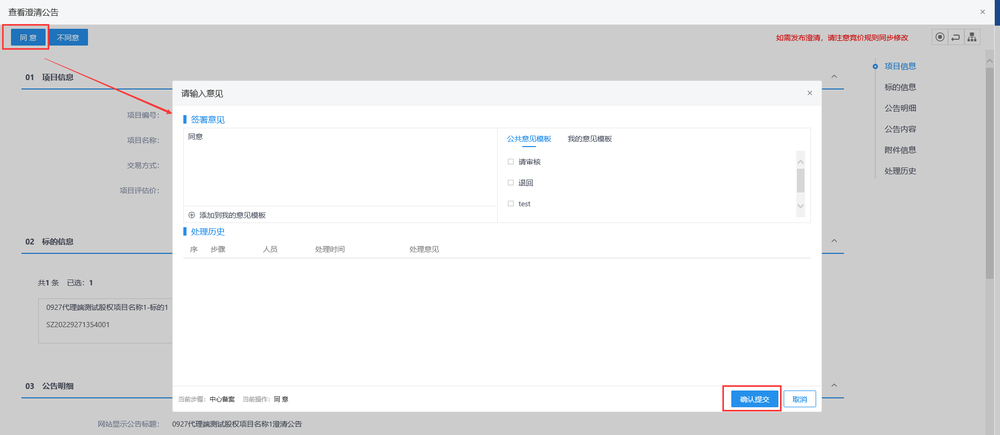 查看澄清公告
同 意
不同意
如需发布澄清，请注意竞价规则同步修改
01 项目信息
项目编号：
项目名称：
交易方式：
项目评估价：
02 标的信息
共1 条 已选：1
0927代理端测试股权项目名称1-标的1
SZ20229271354001
03 公告明细
网站显示公告标题： 0927代理端测试股权项目名称1澄清公告
项目信息
标的信息
公告明细
公告内容
附件信息
处理历史
请输入意见
签署意见
同意
添加到我的意见模板
公共意见模板 我的意见模板
请审核
退回
test
处理历史
序 步骤 人员 处理时间 处理意见
当前步骤：中心备案 当前操作：同 意
确认提交
取消